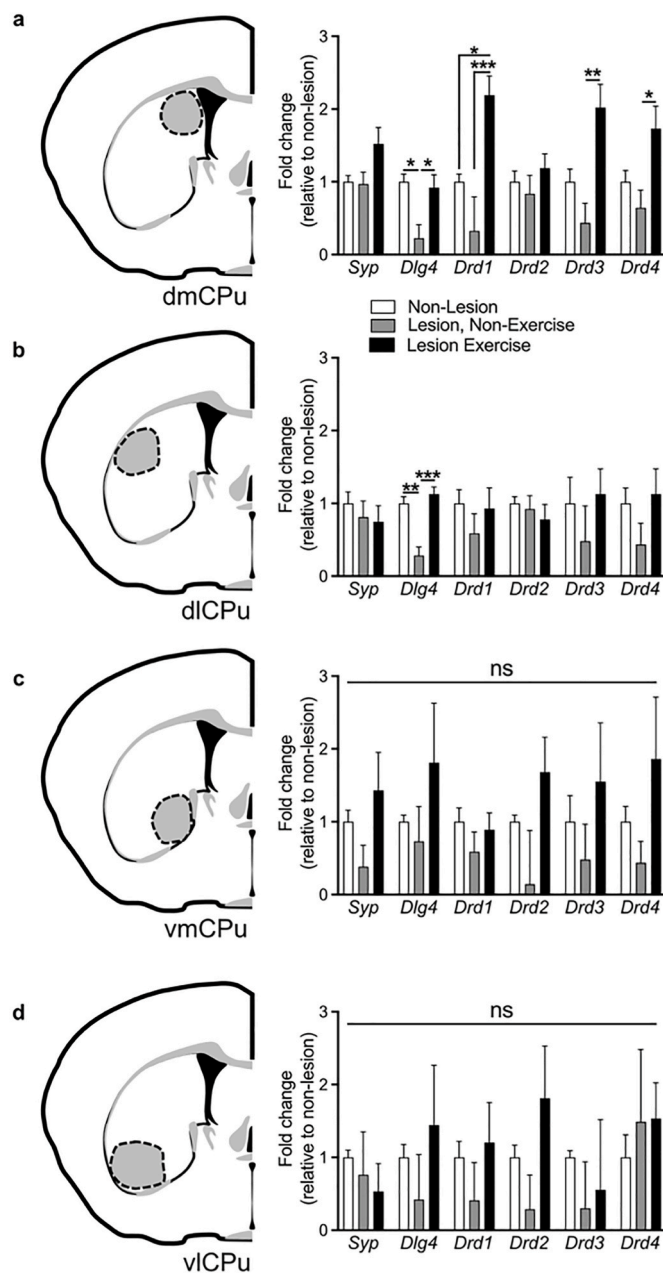 a
Fold change
(relative to non-lesion)
3
2
1
0
* *
*
***
**
*
Syp Dlg4 Drd1 Drd2 Drd3 Drd4
dmCPu
Non-Lesion
Lesion, Non-Exercise
Lesion Exercise
b
Fold change
(relative to non-lesion)
3
2
1
0
** ***
Syp Dlg4 Drd1 Drd2 Drd3 Drd4
dlCPu
c
Fold change
(relative to non-lesion)
3
2
1
0
ns
Syp Dlg4 Drd1 Drd2 Drd3 Drd4
vmCPu
d
Fold change
(relative to non-lesion)
3
2
1
0
ns
Syp Dlg4 Drd1 Drd2 Drd3 Drd4
vlCPu